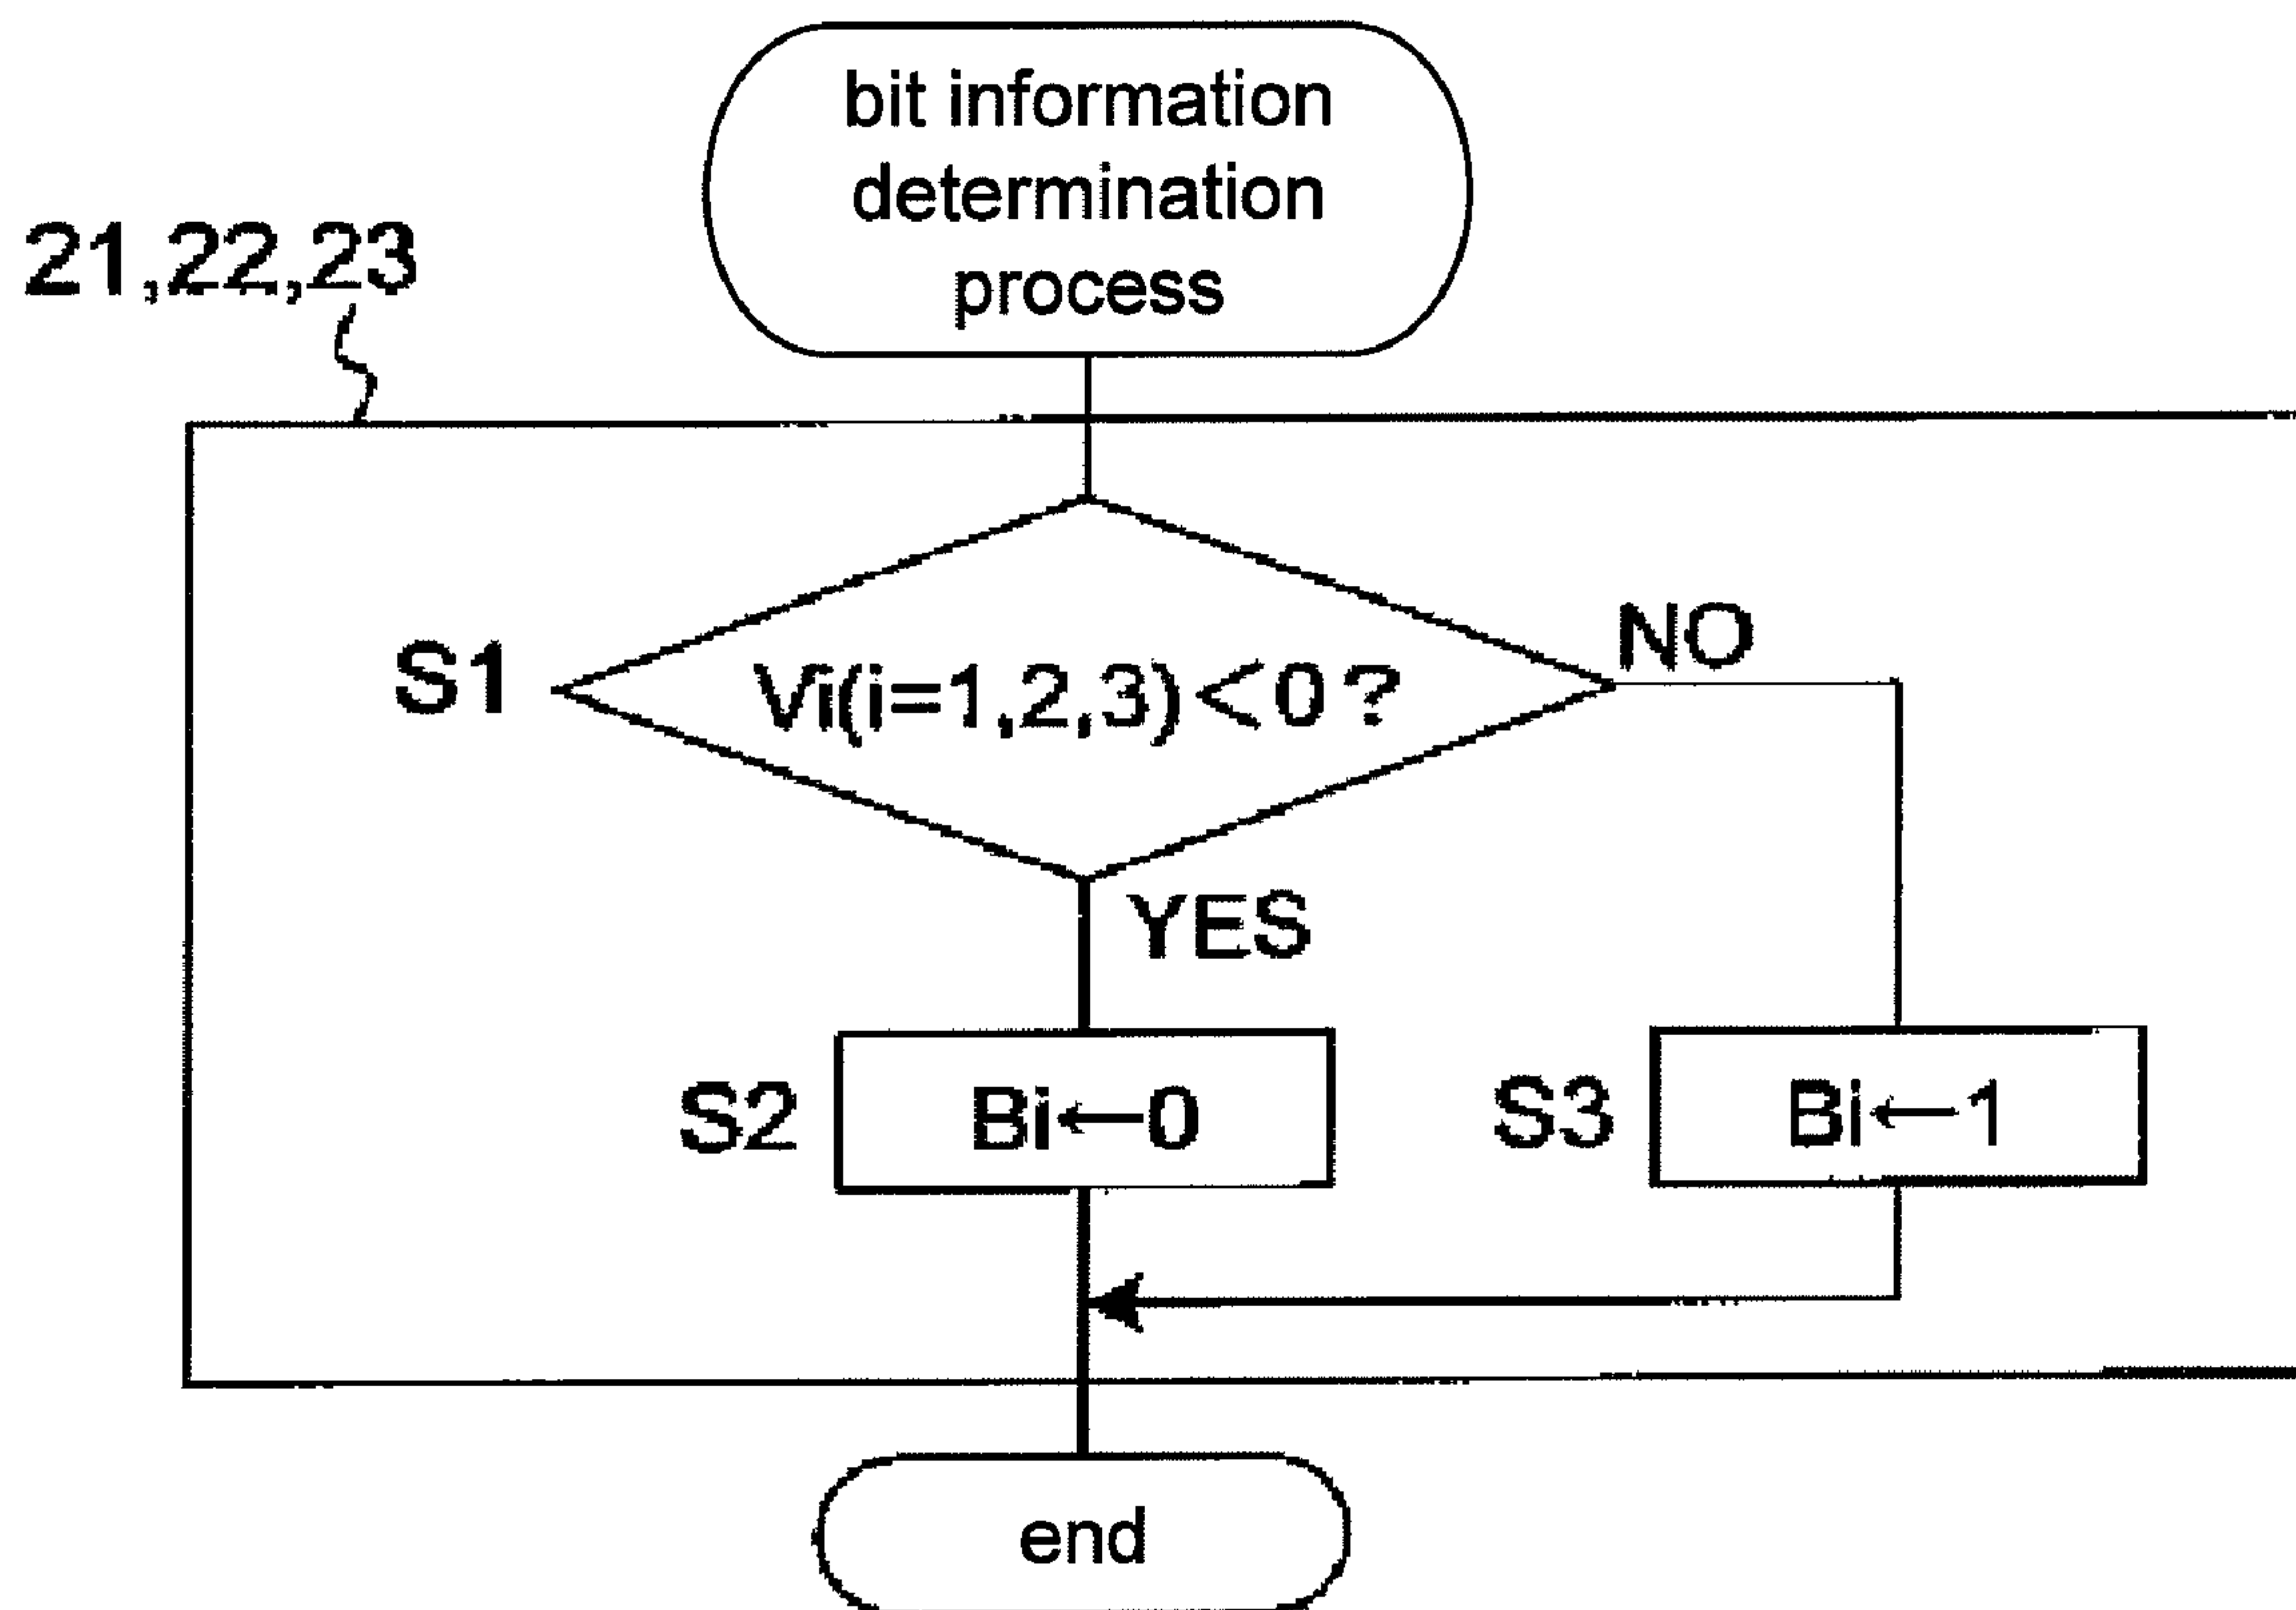 bit information
determination
process
21,22,23
S1
Vi(i=1,2,3)<0?
NO
YES
S2
Bi←0
S3
Bi←1
end